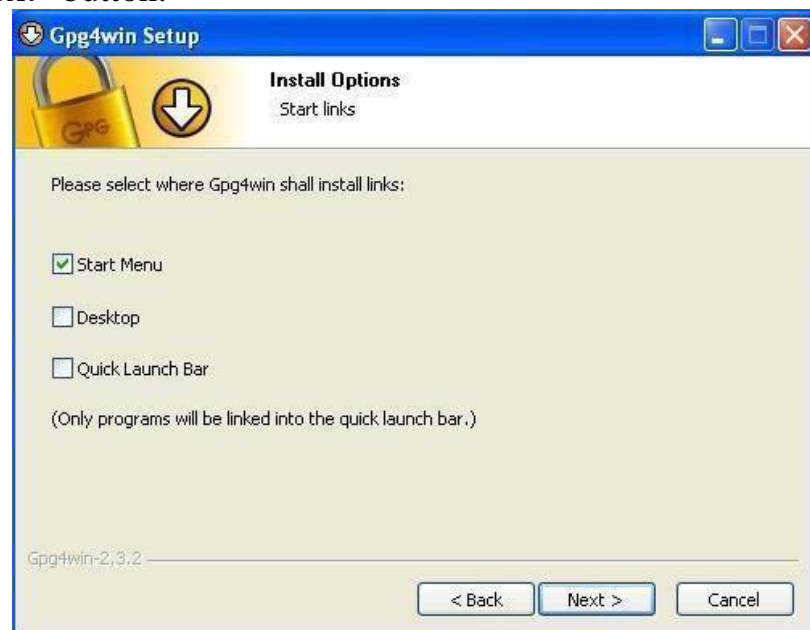 button.
Gpg4win Setup
GPG
Install Options
Start links
Please select where Gpg4win shall install links:
Start Menu
Desktop
Quick Launch Bar
(Only programs will be linked into the quick launch bar.)
Gpg4win-2.3.2
< Back Next > Cancel